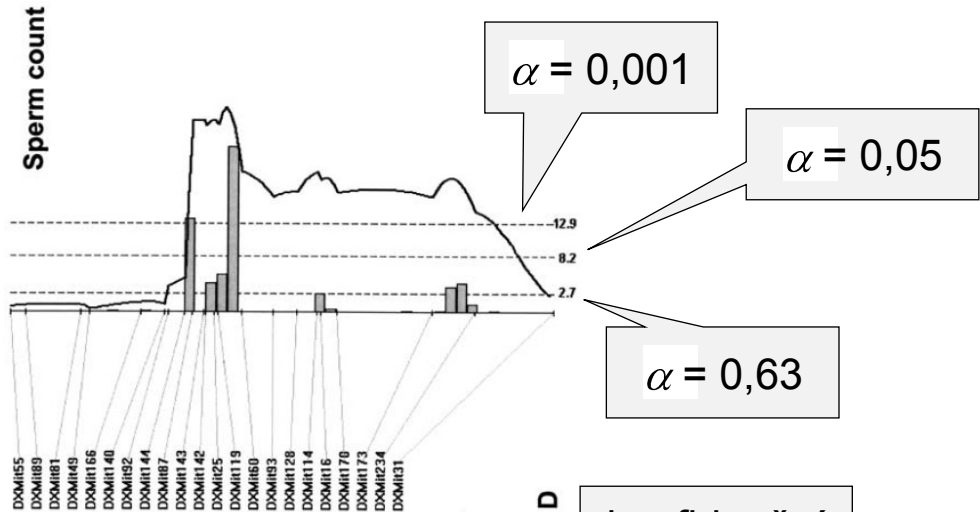 Sperm count
α = 0,001
α = 0,05
12.9
8.2
2.7
α = 0,63
DXMit55
DXMit89
DXMit81
DXMit49
DXMit166
DXMit140
DXMit92
DXMit144
DXMit87
DXMit143
DXMit142
DXMit25
DXMit119
DXMit60
DXMit93
DXMit128
DXMit114
DXMit16
DXMit170
DXMit173
DXMit234
DXMit31
D